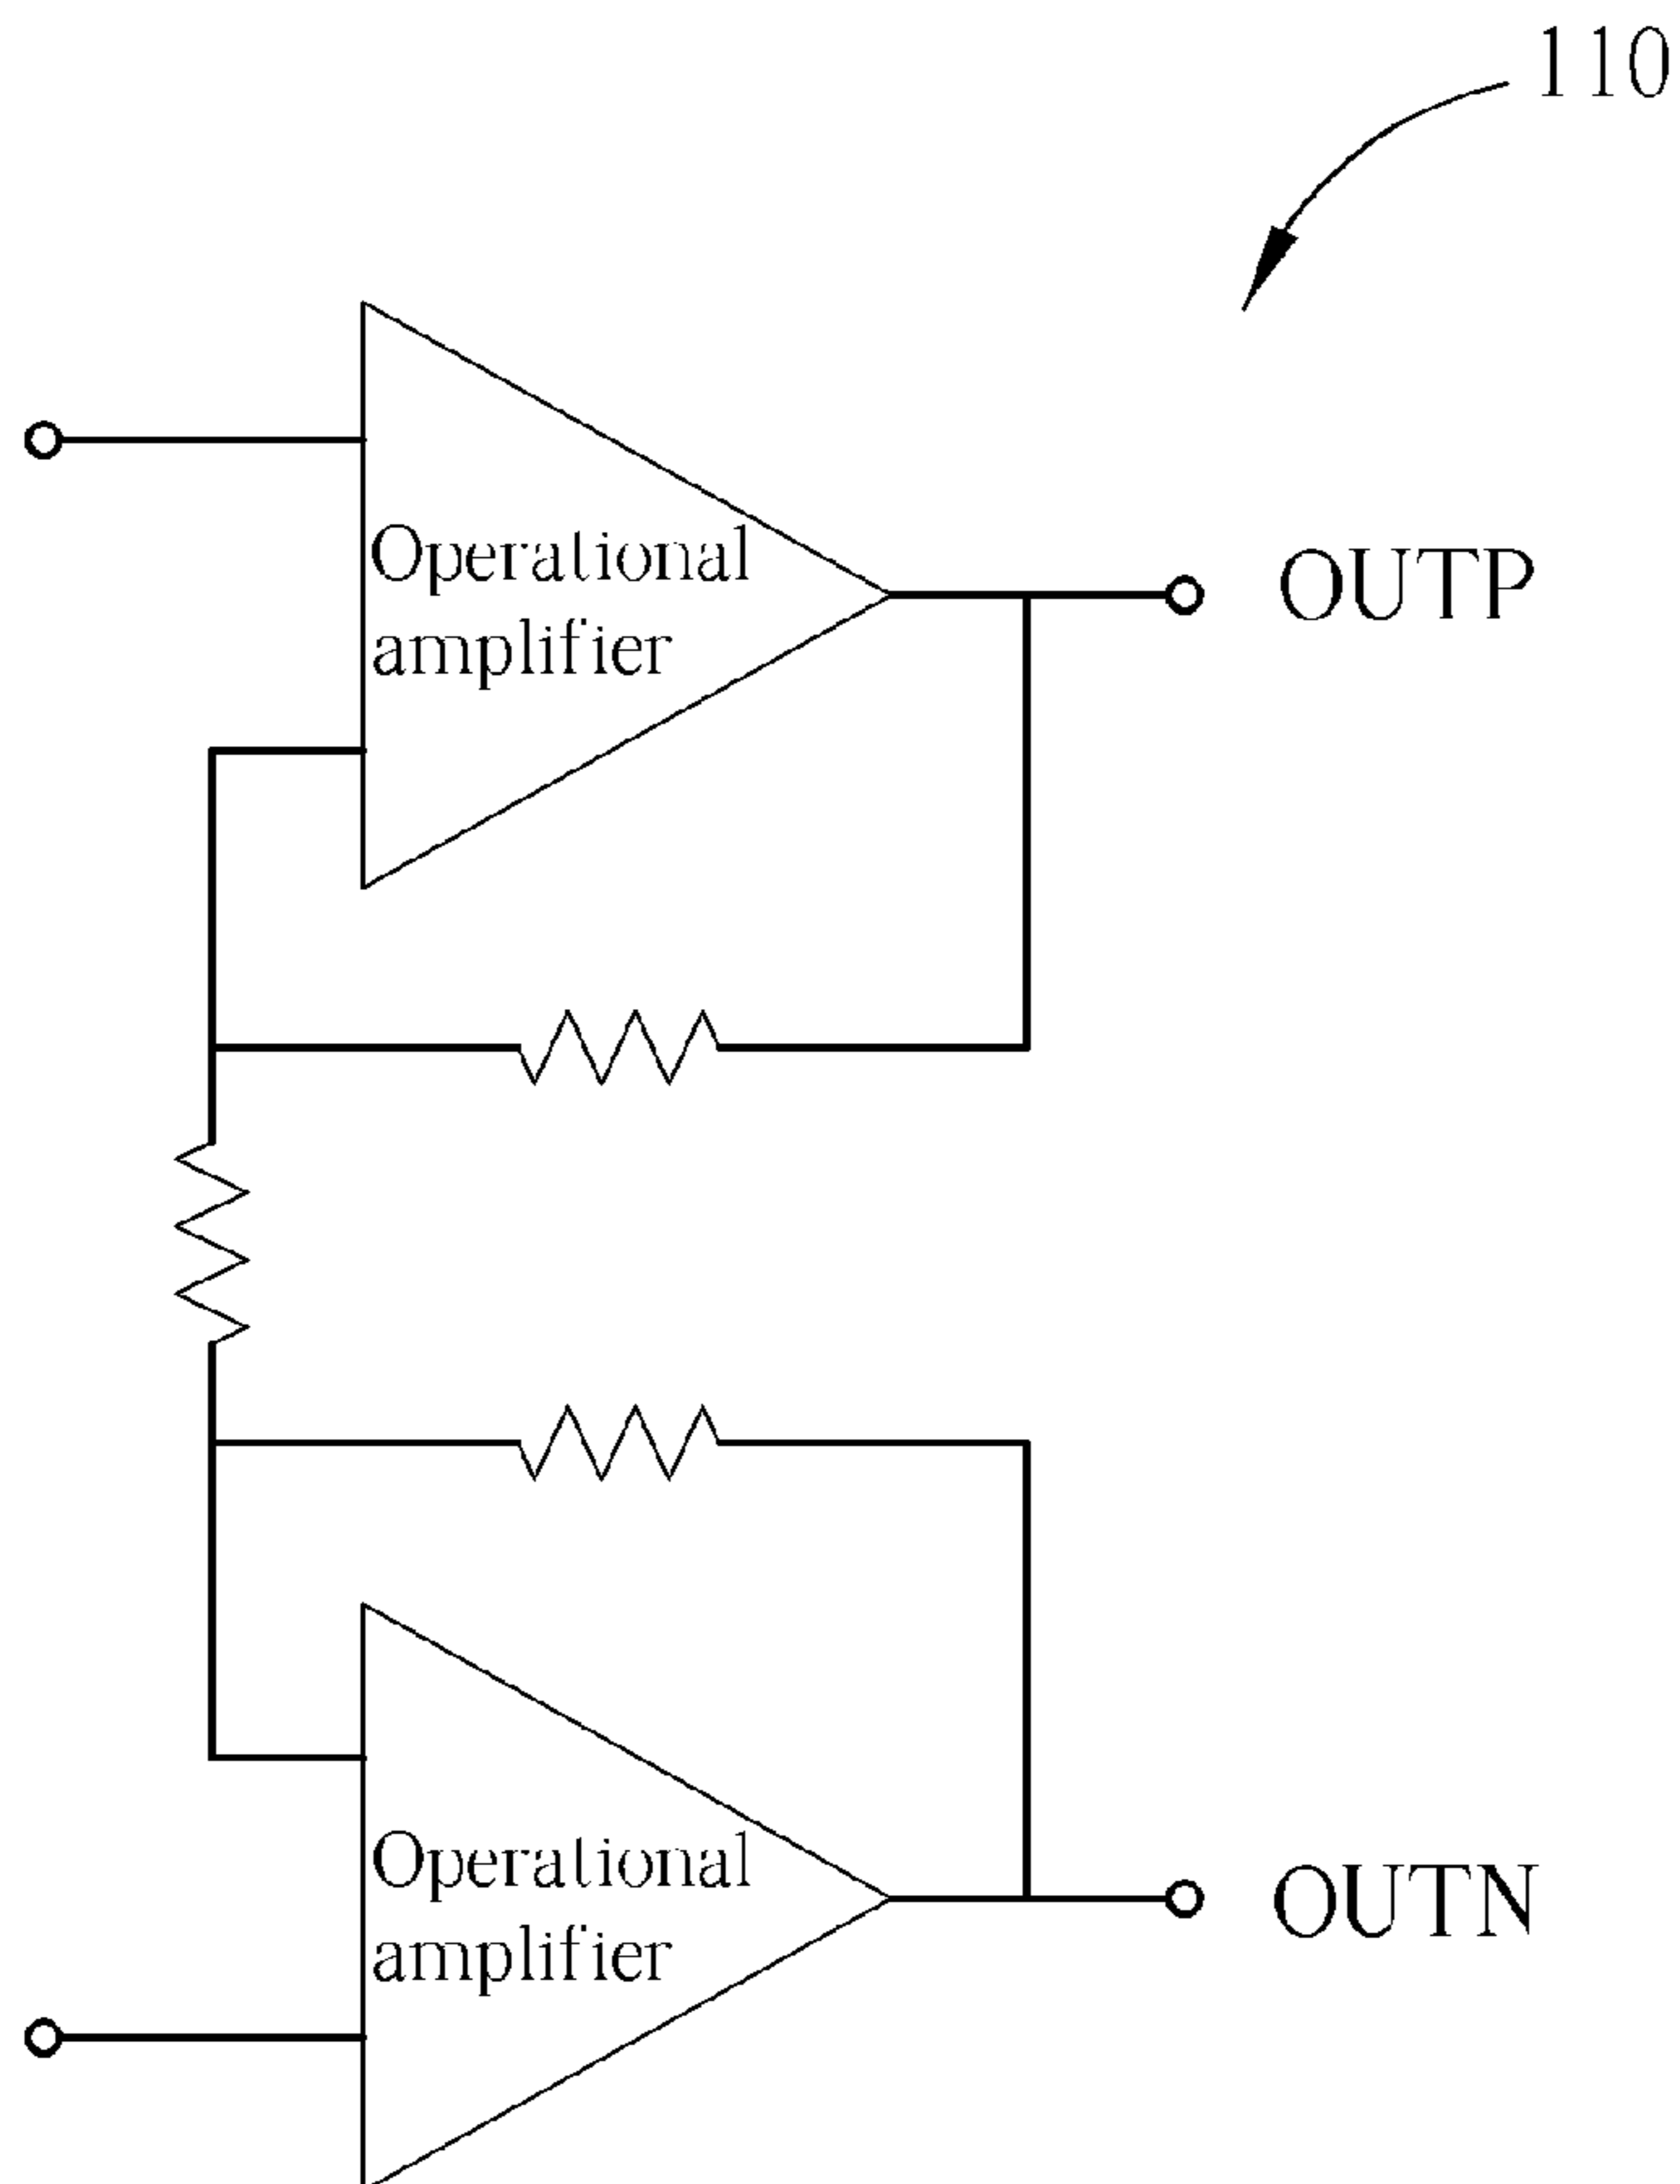 110
Operational
amplifier
OUTP
Operational
amplifier
OUTN